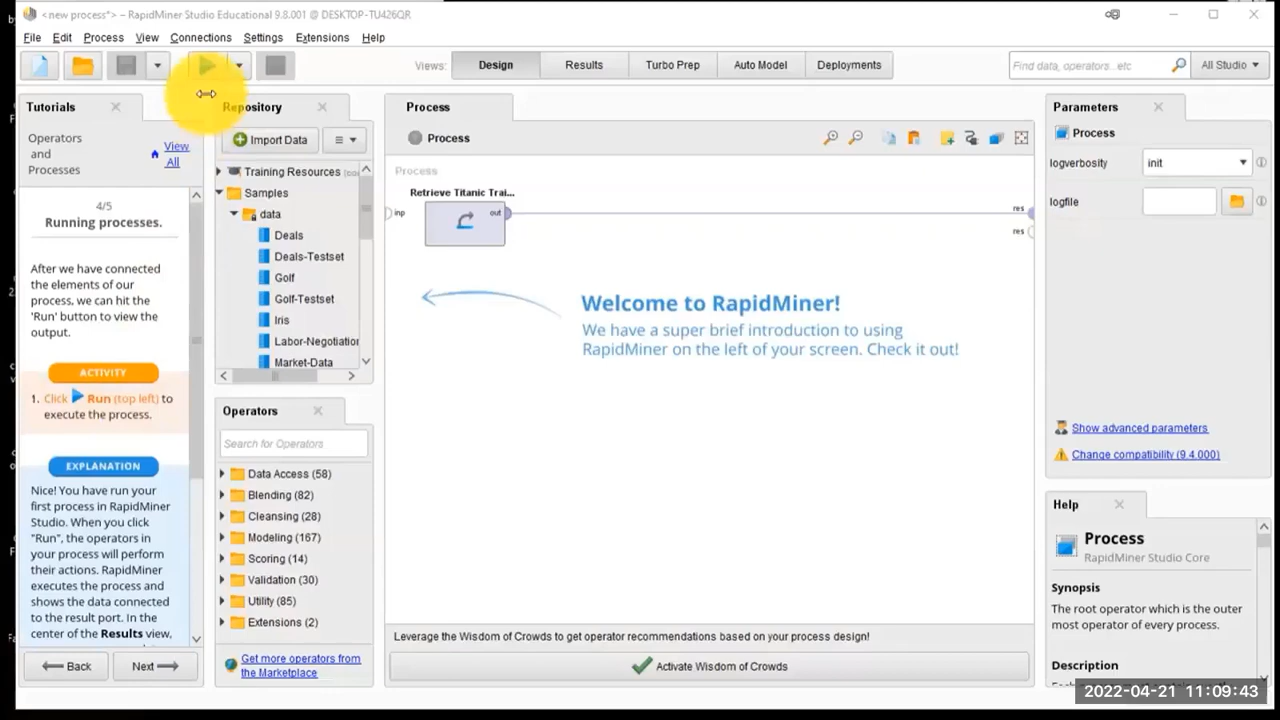 <new process*> – RapidMiner Studio Educational 9.8.001 @ DESKTOP-TU426QR
File Edit Process View Connections Settings Extensions Help
Views: Design Results Turbo Prep Auto Model Deployments
Find data, operators...etc
All Studio
Tutorials
Operators
and
Processes
View
All
4/5
Running processes.
After we have connected
the elements of our
process, we can hit the
'Run' button to view the
output.
ACTIVITY
1. Click Run (top left) to
execute the process.
EXPLANATION
Nice! You have run your
first process in RapidMiner
Studio. When you click
"Run", the operators in
your process will perform
their actions. RapidMiner
executes the process and
shows the data connected
to the result port. In the
center of the Results view,
Back
Next
Repository
Import Data
Training Resources
Samples
data
Deals
Deals-Testset
Golf
Golf-Testset
Iris
Labor-Negotiation
Market-Data
Operators
Search for Operators
Data Access (58)
Blending (82)
Cleansing (28)
Modeling (167)
Scoring (14)
Validation (30)
Utility (85)
Extensions (2)
Get more operators from
the Marketplace
Process
Process
Process
Retrieve Titanic Trai...
inp
out
res
res
Welcome to RapidMiner!
We have a super brief introduction to using
RapidMiner on the left of your screen. Check it out!
Leverage the Wisdom of Crowds to get operator recommendations based on your process design!
Activate Wisdom of Crowds
Parameters
Process
logverbosity
init
logfile
Show advanced parameters
Change compatibility (9.4.000)
Help
Process
RapidMiner Studio Core
Synopsis
The root operator which is the outer
most operator of every process.
Description
2022-04-21 11:09:43